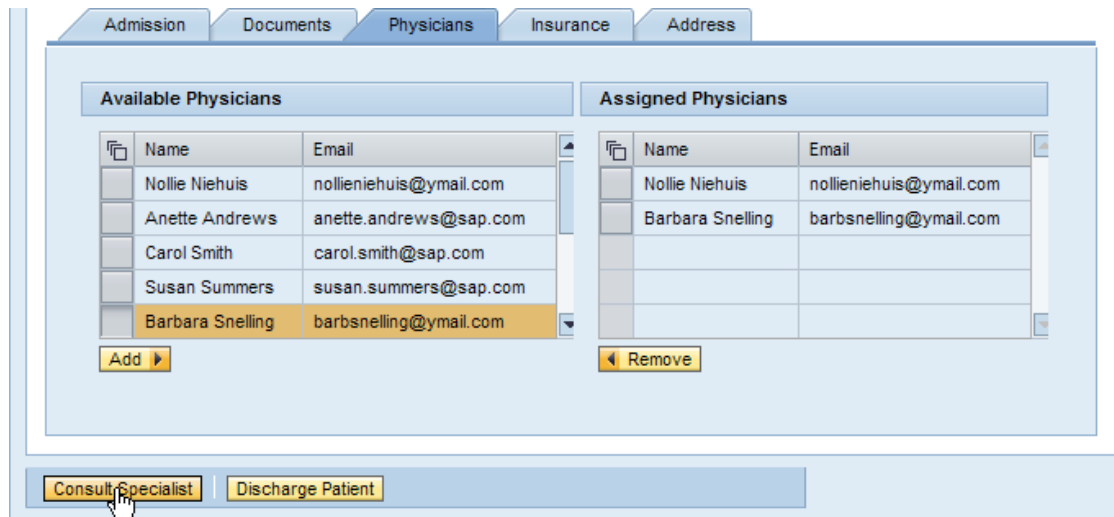 Admission Documents Physicians Insurance Address
Available Physicians
Name Email
Nollie Niehuis nollieniehuis@ymail.com
Anette Andrews anette.andrews@sap.com
Carol Smith carol.smith@sap.com
Susan Summers susan.summers@sap.com
Barbara Snelling barbsnelling@ymail.com
Add
Assigned Physicians
Name Email
Nollie Niehuis nollieniehuis@ymail.com
Barbara Snelling barbsnelling@ymail.com
Remove
Consult Specialist Discharge Patient